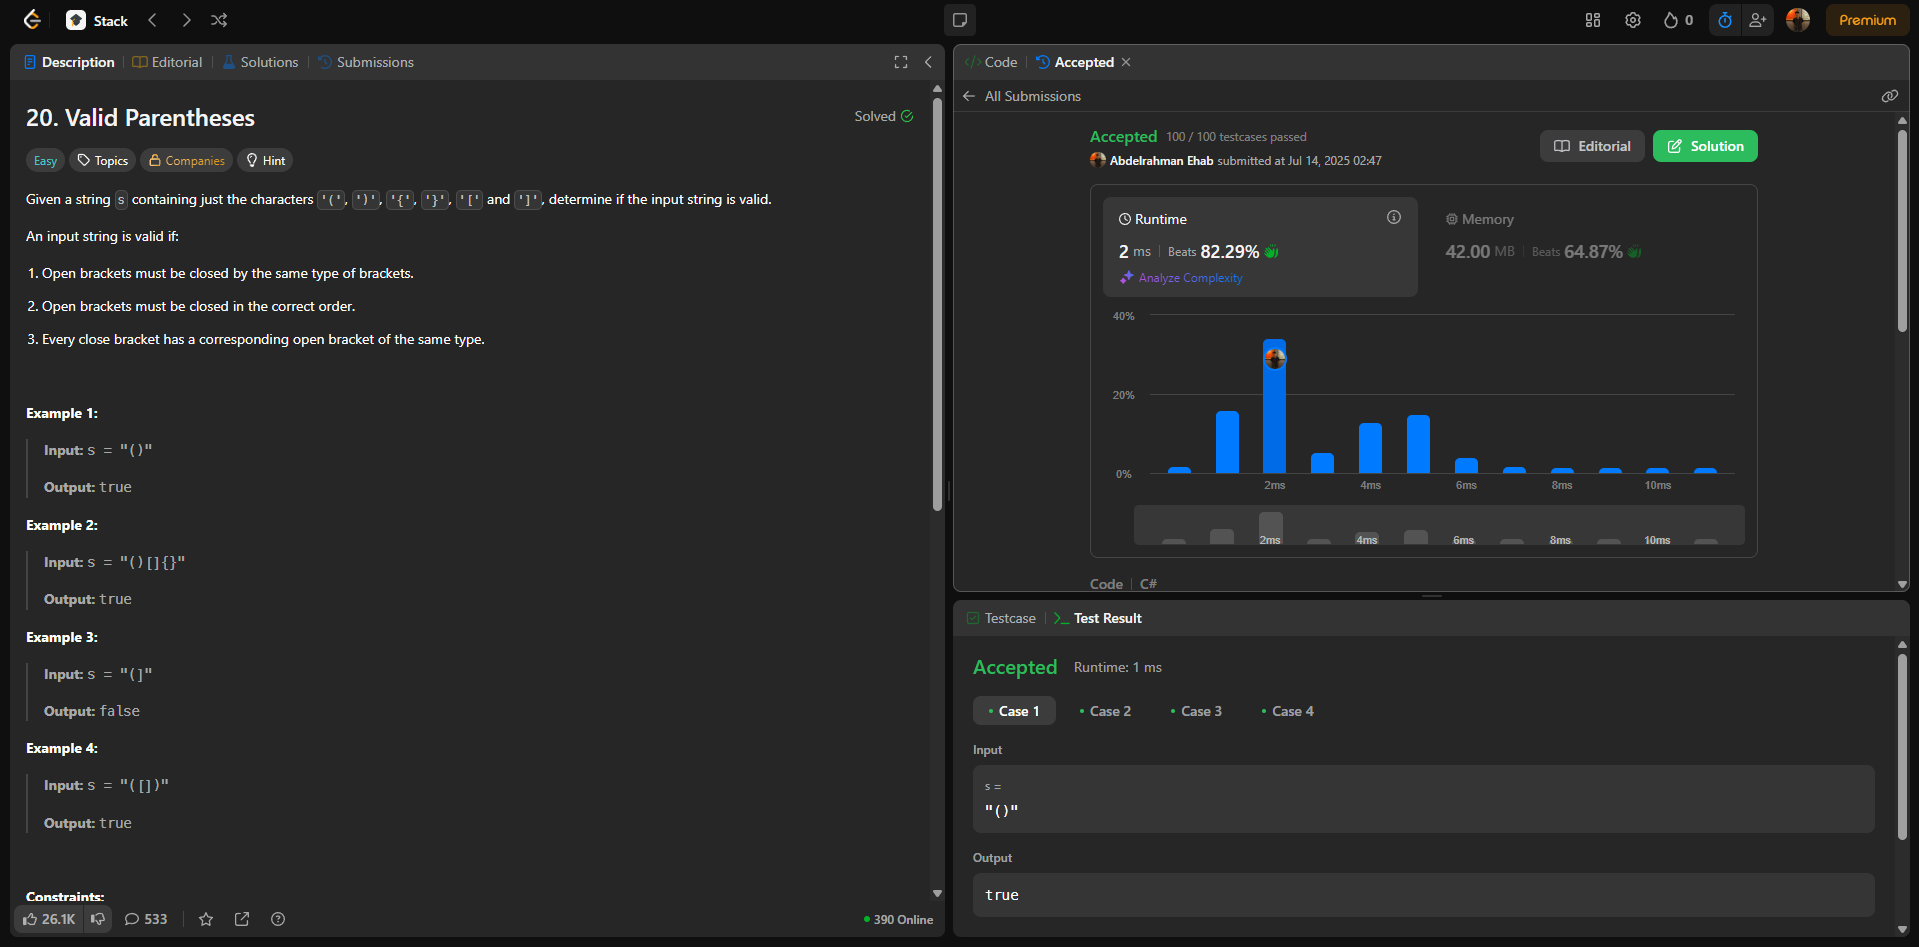 Stack
0
Premium
Description
Editorial
Solutions
Submissions
20. Valid Parentheses
Solved
Easy
Topics
Companies
Hint
Given a string s containing just the characters '(', ')', '{', '}', '[' and ']', determine if the input string is valid.
An input string is valid if:
1. Open brackets must be closed by the same type of brackets.
2. Open brackets must be closed in the correct order.
3. Every close bracket has a corresponding open bracket of the same type.
Example 1:
Input: s = "()"
Output: true
Example 2:
Input: s = "()[]{}"
Output: true
Example 3:
Input: s = "(]"
Output: false
Example 4:
Input: s = "([])"
Output: true
Constraints:
26.1K
533
390 Online
</> Code
Accepted
All Submissions
Accepted 100 / 100 testcases passed
Abdelrahman Ehab submitted at Jul 14, 2025 02:47
Editorial
Solution
Runtime
2 ms Beats 82.29%
Analyze Complexity
Memory
42.00 MB Beats 64.87%
40%
20%
0%
2ms 4ms 6ms 8ms 10ms
2ms 4ms 6ms 8ms 10ms
Code C#
Testcase
>_ Test Result
Accepted Runtime: 1 ms
Case 1
Case 2
Case 3
Case 4
Input
s =
"()"
Output
true